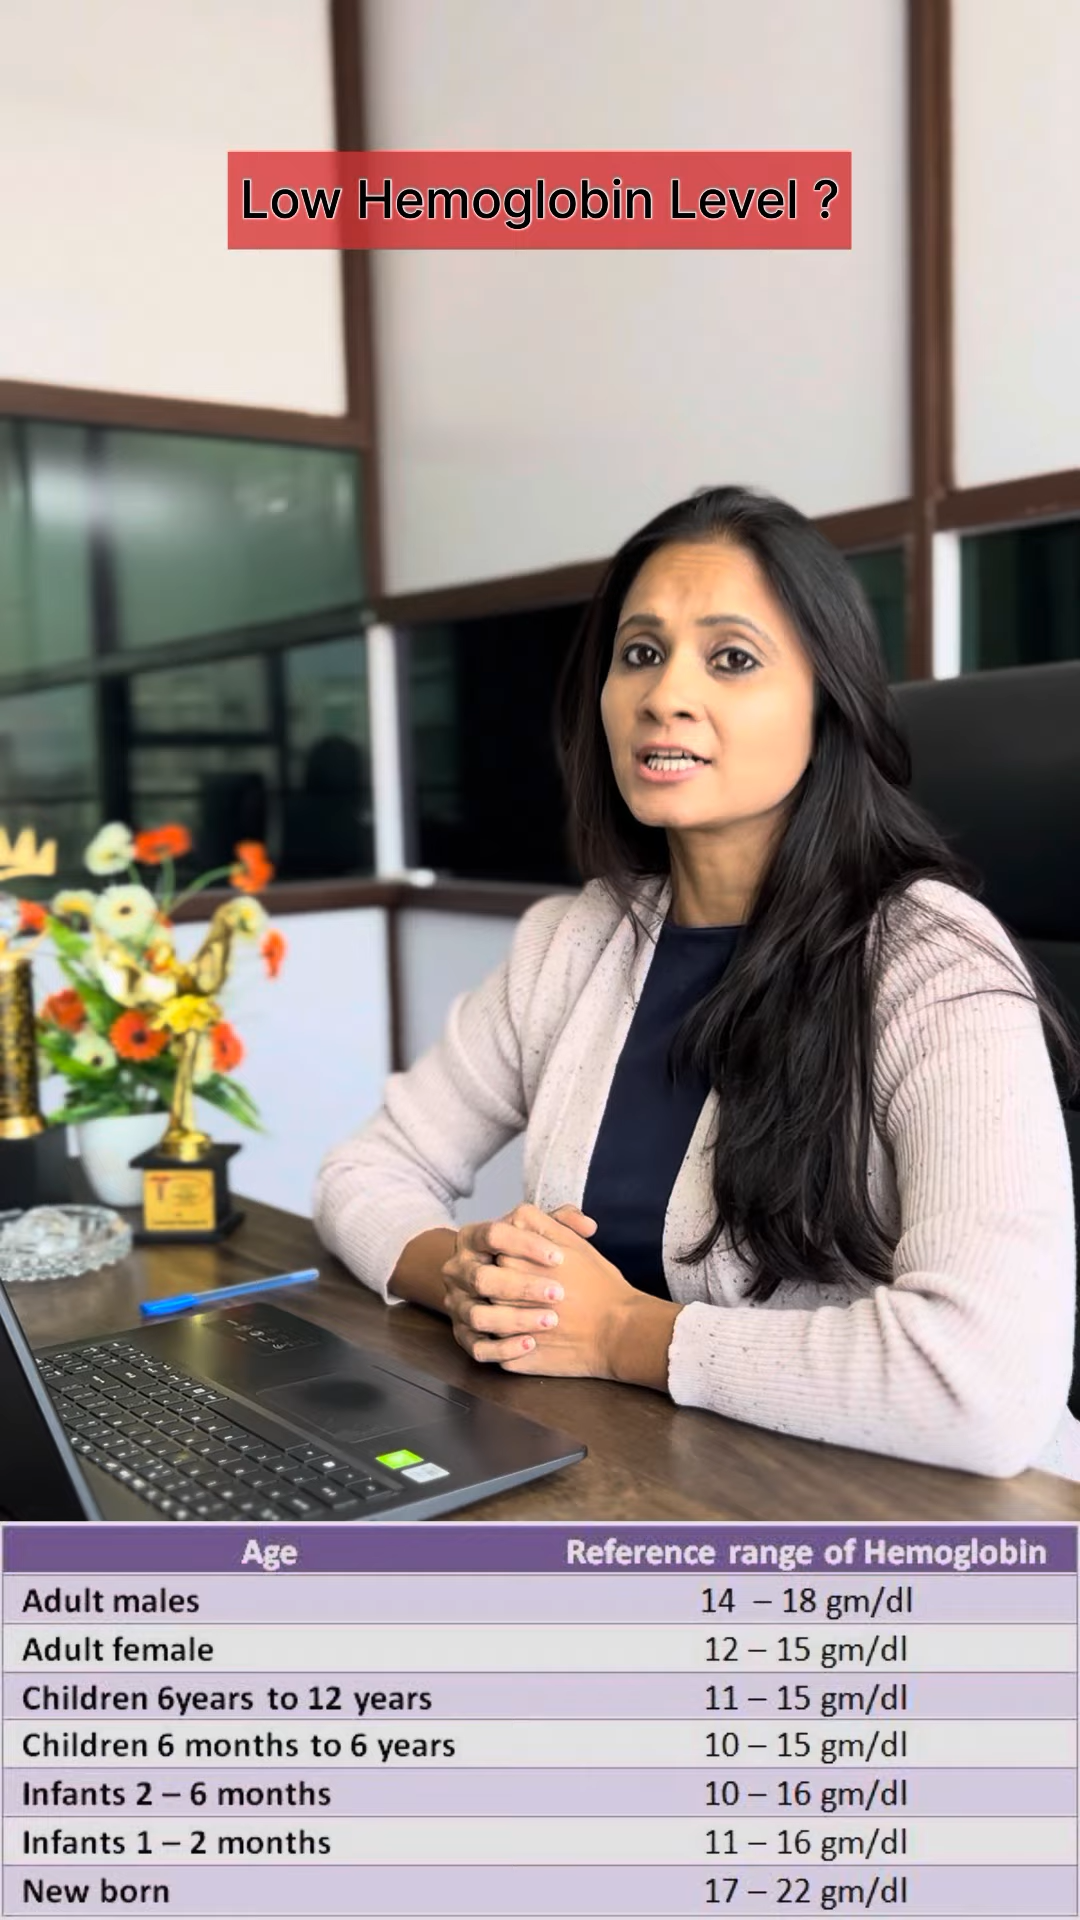 Low Hemoglobin Level ?
Age Reference range of Hemoglobin
Adult males 14 – 18 gm/dl
Adult female 12 – 15 gm/dl
Children 6years to 12 years 11 – 15 gm/dl
Children 6 months to 6 years 10 – 15 gm/dl
Infants 2 – 6 months 10 – 16 gm/dl
Infants 1 – 2 months 11 – 16 gm/dl
New born 17 – 22 gm/dl